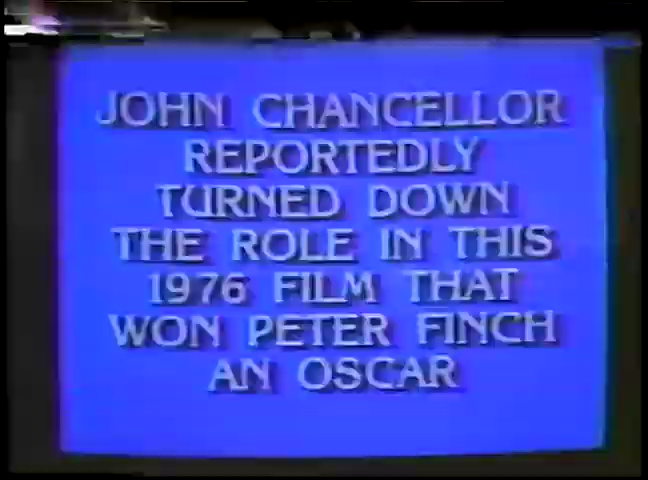 JOHN CHANCELLOR
REPORTEDLY
TURNED DOWN
THE ROLE IN THIS
1976 FILM THAT
WON PETER FINCH
AN OSCAR